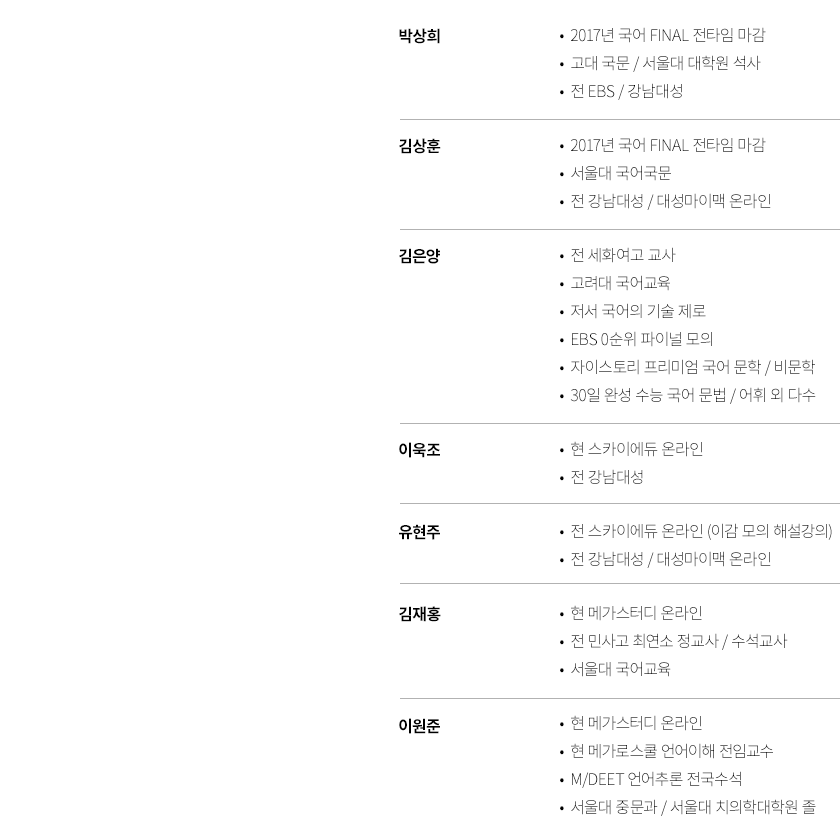 박상희
• 2017년 국어 FINAL 전타임 마감
• 고대 국문 / 서울대 대학원 석사
• 전 EBS / 강남대성
김상훈
• 2017년 국어 FINAL 전타임 마감
• 서울대 국어국문
• 전 강남대성 / 대성마이맥 온라인
김은양
• 전 세화여고 교사
• 고려대 국어교육
• 저서 국어의 기술 제로
• EBS 0순위 파이널 모의
• 자이스토리 프리미엄 국어 문학 / 비문학
• 30일 완성 수능 국어 문법 / 어휘 외 다수
이욱조
• 현 스카이에듀 온라인
• 전 강남대성
유현주
• 전 스카이에듀 온라인 (이감 모의 해설강의)
• 전 강남대성 / 대성마이맥 온라인
김재홍
• 현 메가스터디 온라인
• 전 민사고 최연소 정교사 / 수석교사
• 서울대 국어교육
이원준
• 현 메가스터디 온라인
• 현 메가로스쿨 언어이해 전임교수
• M/DEET 언어추론 전국수석
• 서울대 중문과 / 서울대 치의학대학원 졸